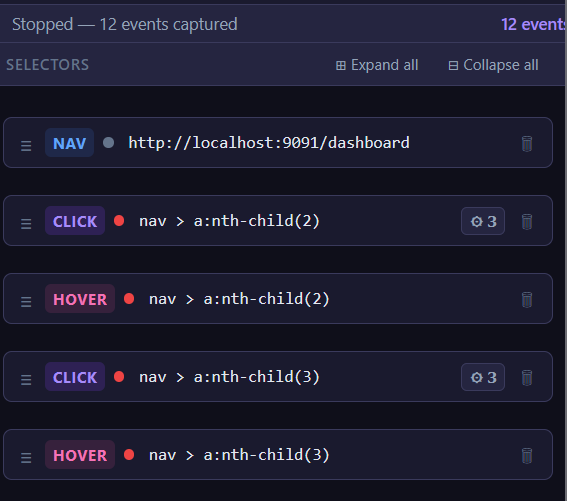 Stopped — 12 events captured 12 events
SELECTORS ⊞ Expand all ⊟ Collapse all
☰ NAV http://localhost:9091/dashboard
☰ CLICK nav > a:nth-child(2) ⚙ 3
☰ HOVER nav > a:nth-child(2)
☰ CLICK nav > a:nth-child(3) ⚙ 3
☰ HOVER nav > a:nth-child(3)